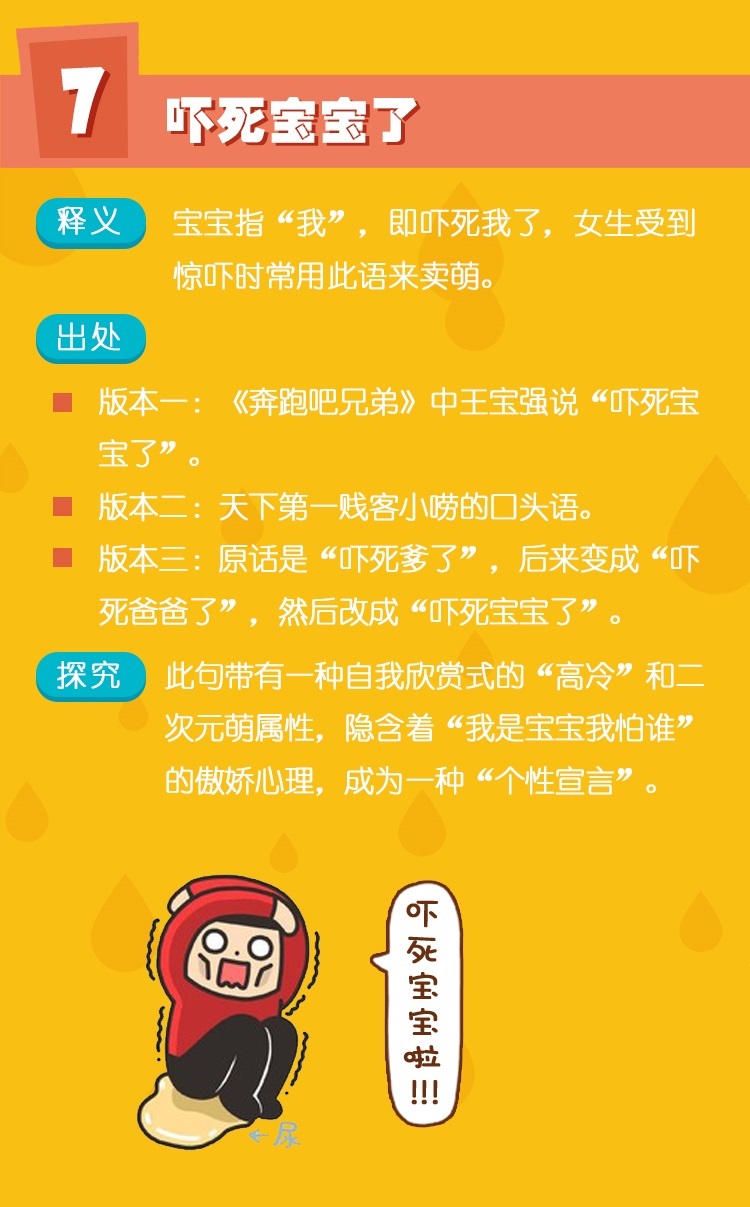 7
吓死宝宝了
释义
宝宝指“我”，即吓死我了，女生受到
惊吓时常用此语来卖萌。
出处
版本一：《奔跑吧兄弟》中王宝强说“吓死宝
宝了”。
版本二：天下第一贱客小唠的口头语。
版本三：原话是“吓死爹了”，后来变成“吓
死爸爸了”，然后改成“吓死宝宝了”。
探究
此句带有一种自我欣赏式的“高冷”和二
次元萌属性，隐含着“我是宝宝我怕谁”
的傲娇心理，成为一种“个性宣言”。
吓死宝宝啦!!!
←尿